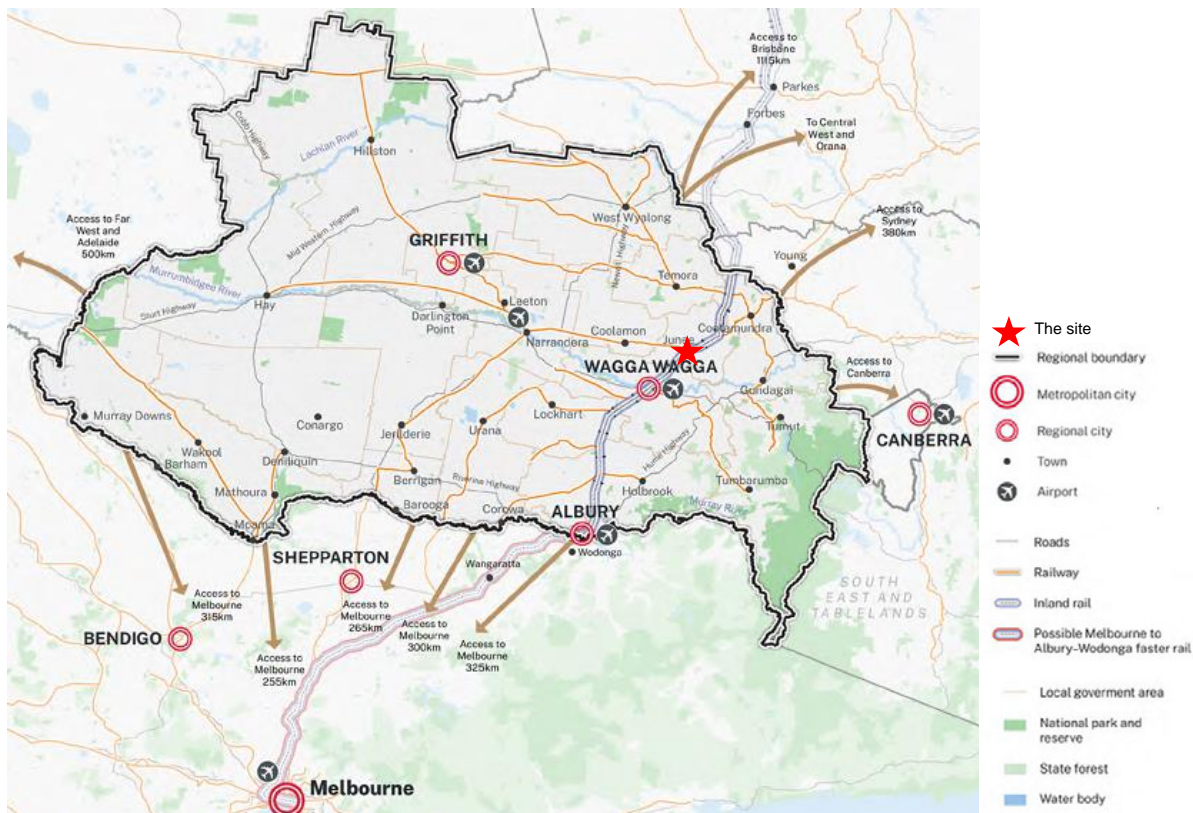 Access to
Brisbane
1115km
Parkes
Forbes
To Central
West and
Orana
Cobb Highway
Lachlan River
Hillston
Access to Far
West and
Adelaide
500km
West Wyalong
Access to
Sydney
380km
Mid Western Highway
Newell Highway
GRIFFITH
Young
Murrumbidgee River
Temora
Hay
Leeton
Sturt Highway
Darlington
Point
Coolamon
Cootamundra
Narrandera
Junee
The site
Regional boundary
WAGGA WAGGA
Access to
Canberra
Gundagai
Metropolitan city
Murray Downs
Conargo
Lockhart
Jerilderie
Urana
Tumut
CANBERRA
Regional city
Wakool
Barham
Deniliquin
Hume Highway
Town
Berrigan
Riverina Highway
Holbrook
Tumbarumba
Airport
Mathoura
Barooga
Corowa
ALBURY
Murray River
Moama
Wodonga
Roads
SHEPPARTON
Wangaratta
Railway
SOUTH
EAST AND
TABLELANDS
Access to
Melbourne
315km
Access to
Melbourne
265km
Inland rail
BENDIGO
Access to
Melbourne
300km
Possible Melbourne to
Albury-Wodonga faster rail
Access to
Melbourne
255km
Access to
Melbourne
325km
Local goverment area
National park and
reserve
State forest
Melbourne
Water body